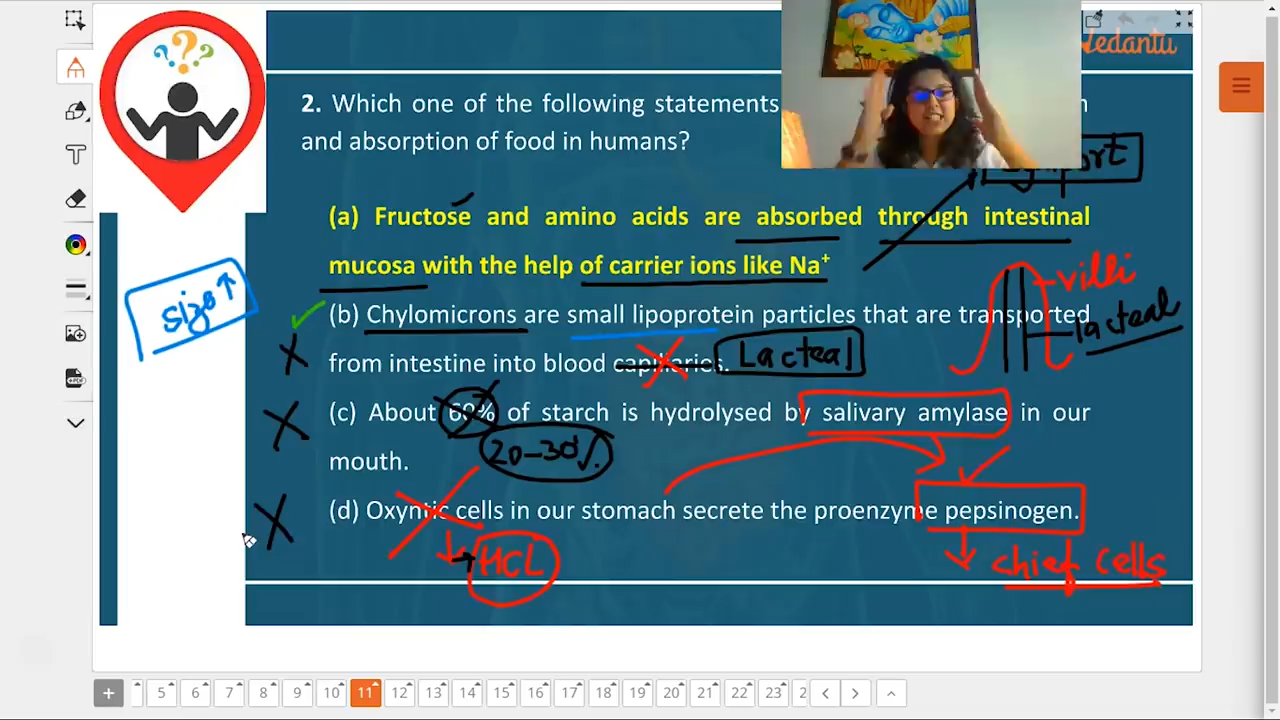 Vedantu
2. Which one of the following statements
and absorption of food in humans?
(a) Fructose and amino acids are absorbed through intestinal
mucosa with the help of carrier ions like Na⁺
size↑
villi
(b) Chylomicrons are small lipoprotein particles that are transported
lacteal
from intestine into blood capillaries. Lacteal
(c) About 60% of starch is hydrolysed by salivary amylase in our
20-30%.
mouth.
(d) Oxyntic cells in our stomach secrete the proenzyme pepsinogen.
HCL
chief cells
5 6 7 8 9 10 11 12 13 14 15 16 17 18 19 20 21 22 23 2